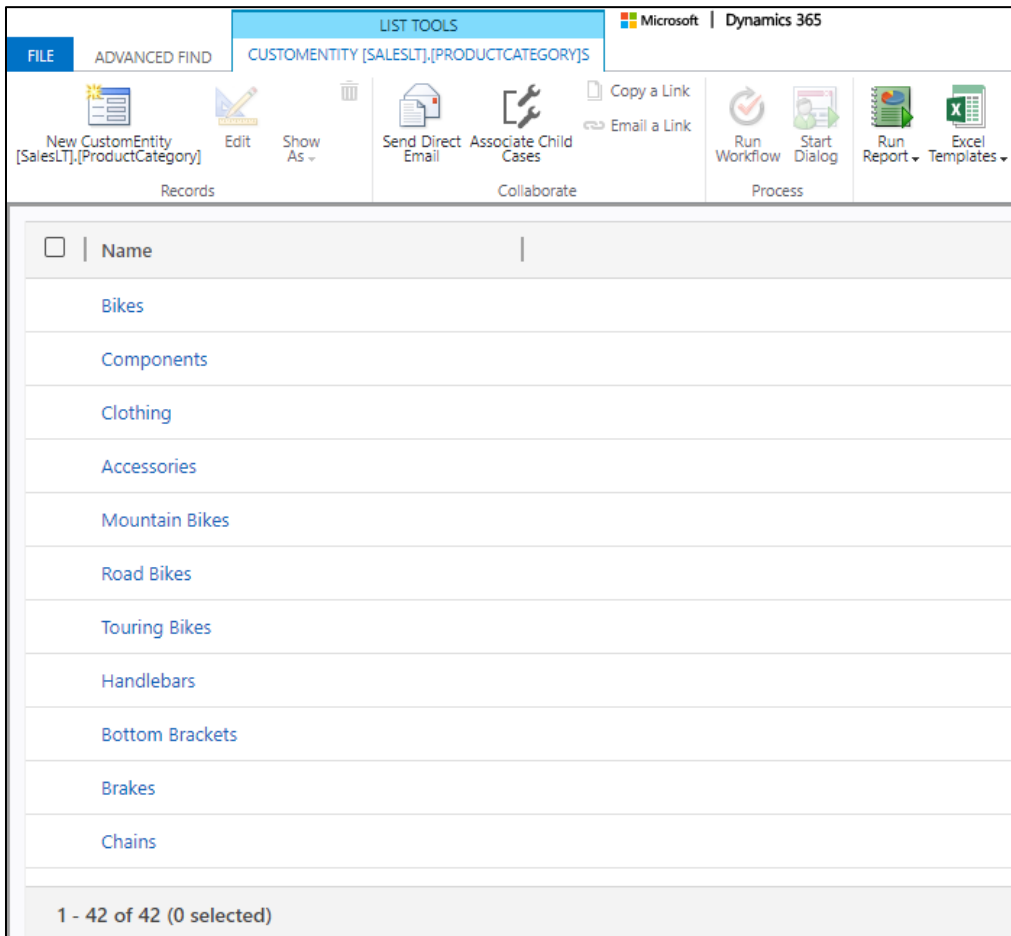 LIST TOOLS
Microsoft | Dynamics 365
FILE
ADVANCED FIND
CUSTOMENTITY [SALESLT].[PRODUCTCATEGORY]S
New CustomEntity
[SalesLT].[ProductCategory]
Edit
Show
As
Send Direct
Email
Associate Child
Cases
Copy a Link
Email a Link
Run
Workflow
Start
Dialog
Run
Report
Excel
Templates
Records
Collaborate
Process
Name
Bikes
Components
Clothing
Accessories
Mountain Bikes
Road Bikes
Touring Bikes
Handlebars
Bottom Brackets
Brakes
Chains
1 - 42 of 42 (0 selected)